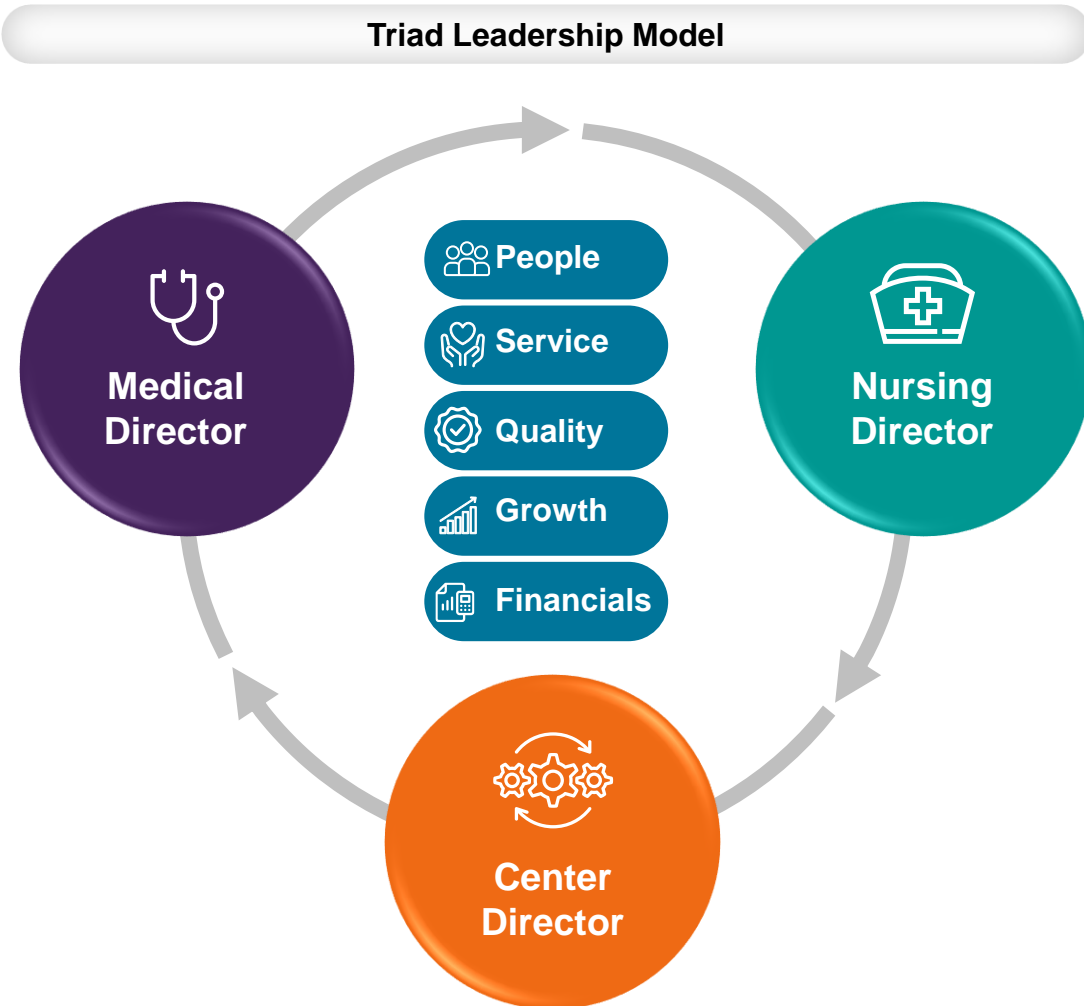 Triad Leadership Model
People
Service
Quality
Growth
Financials
Medical
Director
Nursing
Director
Center
Director